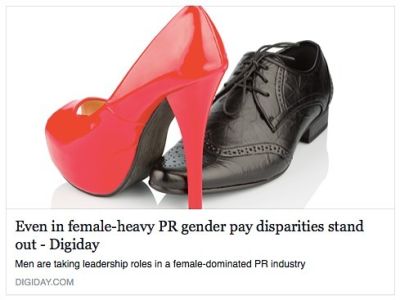 Even in female-heavy PR gender pay disparities stand
out - Digiday
Men are taking leadership roles in a female-dominated PR industry
DIGIDAY.COM